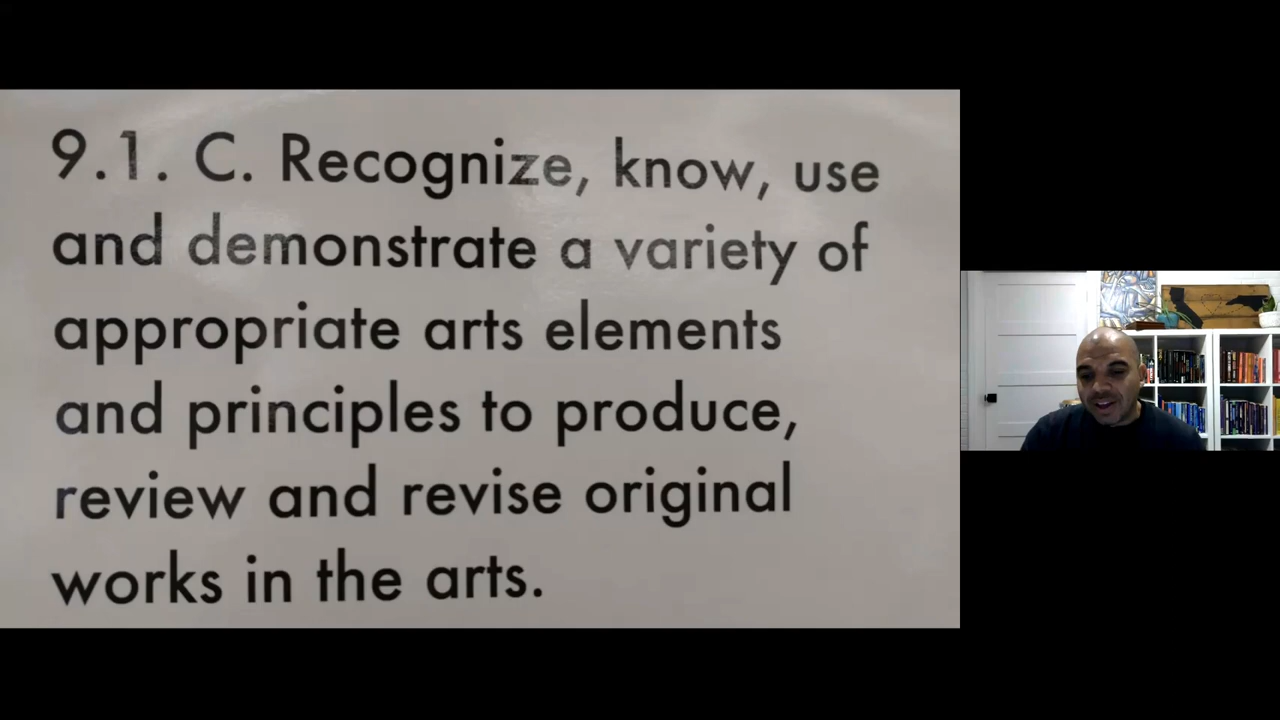 9.1. C. Recognize, know, use
and demonstrate a variety of
appropriate arts elements
and principles to produce,
review and revise original
works in the arts.